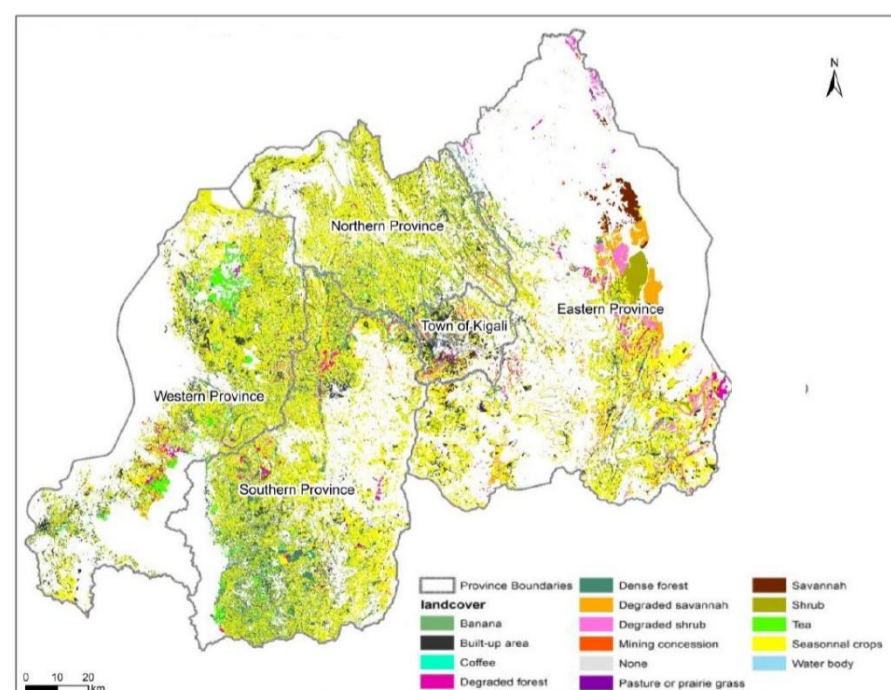 N
Northern Province
Town of Kigali
Eastern Province
Western Province
Southern Province
)
Province Boundaries
landcover
Banana
Built-up area
Coffee
Degraded forest
Dense forest
Degraded savannah
Degraded shrub
Mining concession
None
Pasture or prairie grass
Savannah
Shrub
Tea
Seasonnal crops
Water body
0 10 20
km